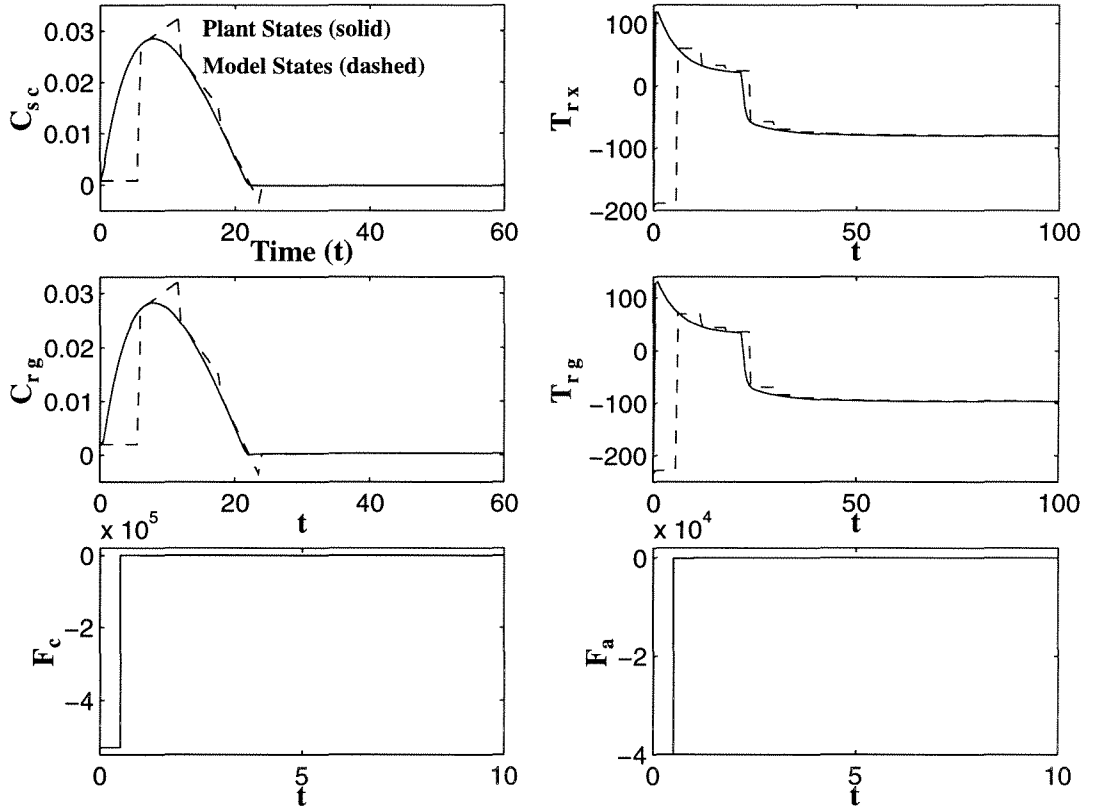 Plant States (solid)
Model States (dashed)
C_sc
0.03
0.02
0.01
0
0 20 40 60
Time (t)
T_rx
100
0
−100
−200
0 50 100
t
C_rg
0.03
0.02
0.01
0
0 20 40 60
t
T_rg
100
0
−100
−200
0 50 100
t
x 10^5
F_c
0
−2
−4
0 5 10
t
x 10^4
F_a
0
−2
−4
0 5 10
t